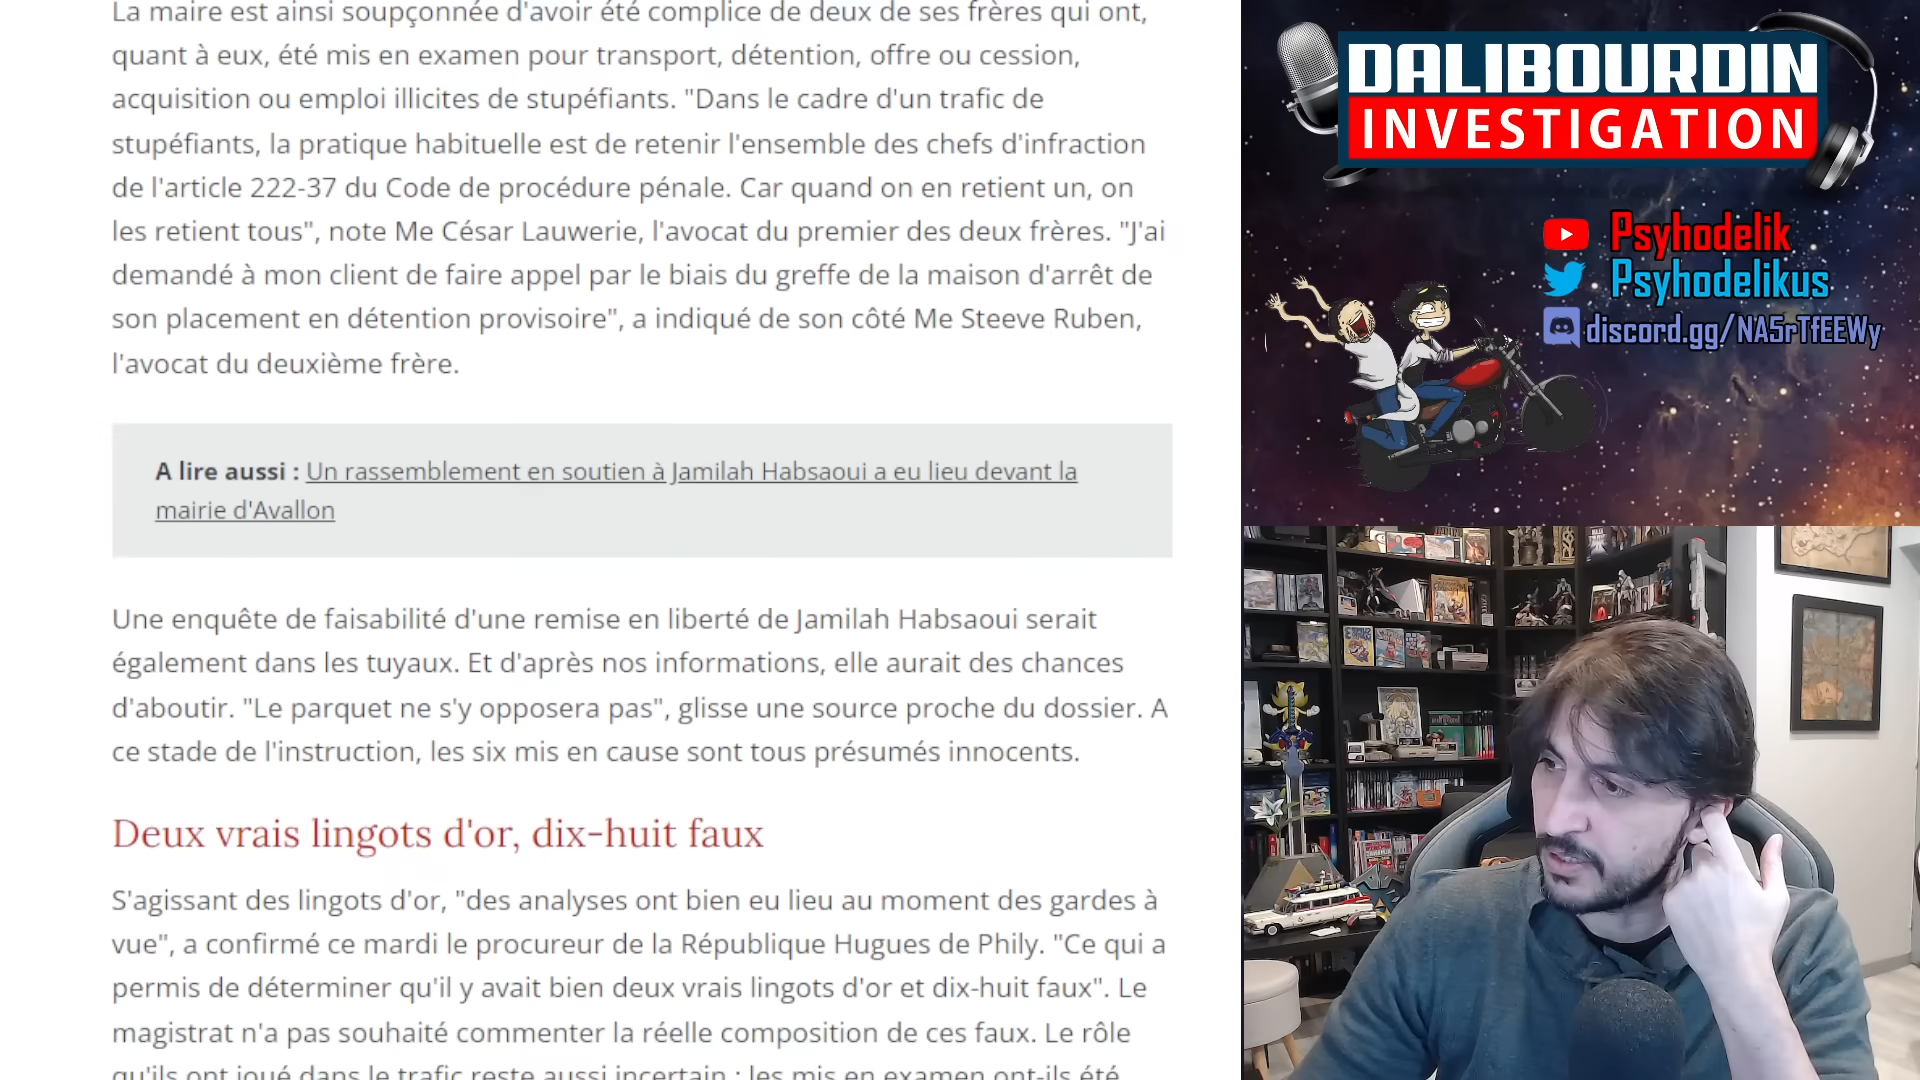 La maire est ainsi soupçonnée d'avoir été complice de deux de ses frères qui ont,
quant à eux, été mis en examen pour transport, détention, offre ou cession,
acquisition ou emploi illicites de stupéfiants. "Dans le cadre d'un trafic de
stupéfiants, la pratique habituelle est de retenir l'ensemble des chefs d'infraction
de l'article 222-37 du Code de procédure pénale. Car quand on en retient un, on
les retient tous", note Me César Lauwerie, l'avocat du premier des deux frères. "J'ai
demandé à mon client de faire appel par le biais du greffe de la maison d'arrêt de
son placement en détention provisoire", a indiqué de son côté Me Steeve Ruben,
l'avocat du deuxième frère.
A lire aussi : Un rassemblement en soutien à Jamilah Habsaoui a eu lieu devant la
mairie d'Avallon
Une enquête de faisabilité d'une remise en liberté de Jamilah Habsaoui serait
également dans les tuyaux. Et d'après nos informations, elle aurait des chances
d'aboutir. "Le parquet ne s'y opposera pas", glisse une source proche du dossier. A
ce stade de l'instruction, les six mis en cause sont tous présumés innocents.
Deux vrais lingots d'or, dix-huit faux
S'agissant des lingots d'or, "des analyses ont bien eu lieu au moment des gardes à
vue", a confirmé ce mardi le procureur de la République Hugues de Phily. "Ce qui a
permis de déterminer qu'il y avait bien deux vrais lingots d'or et dix-huit faux". Le
magistrat n'a pas souhaité commenter la réelle composition de ces faux. Le rôle
qu'ils ont joué dans le trafic reste aussi incertain : les mis en examen ont-ils été
DALIBOURDIN
INVESTIGATION
Psyhodelik
Psyhodelikus
discord.gg/NA5rTfEEWy